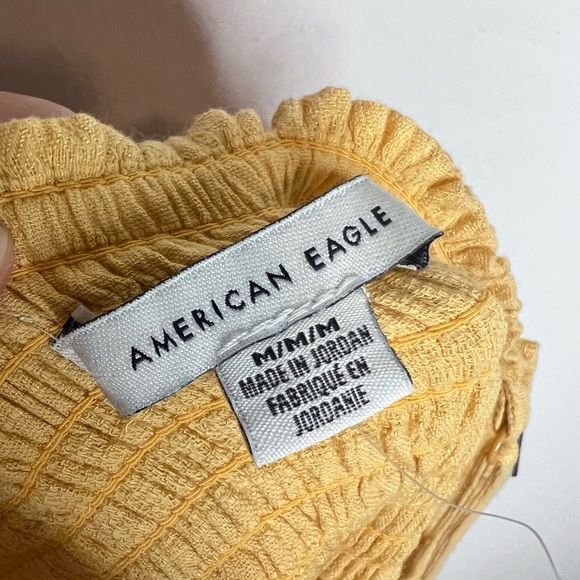 AMERICAN EAGLE
M/M/M
MADE IN JORDAN
FABRIQUÉ EN
JORDANIE